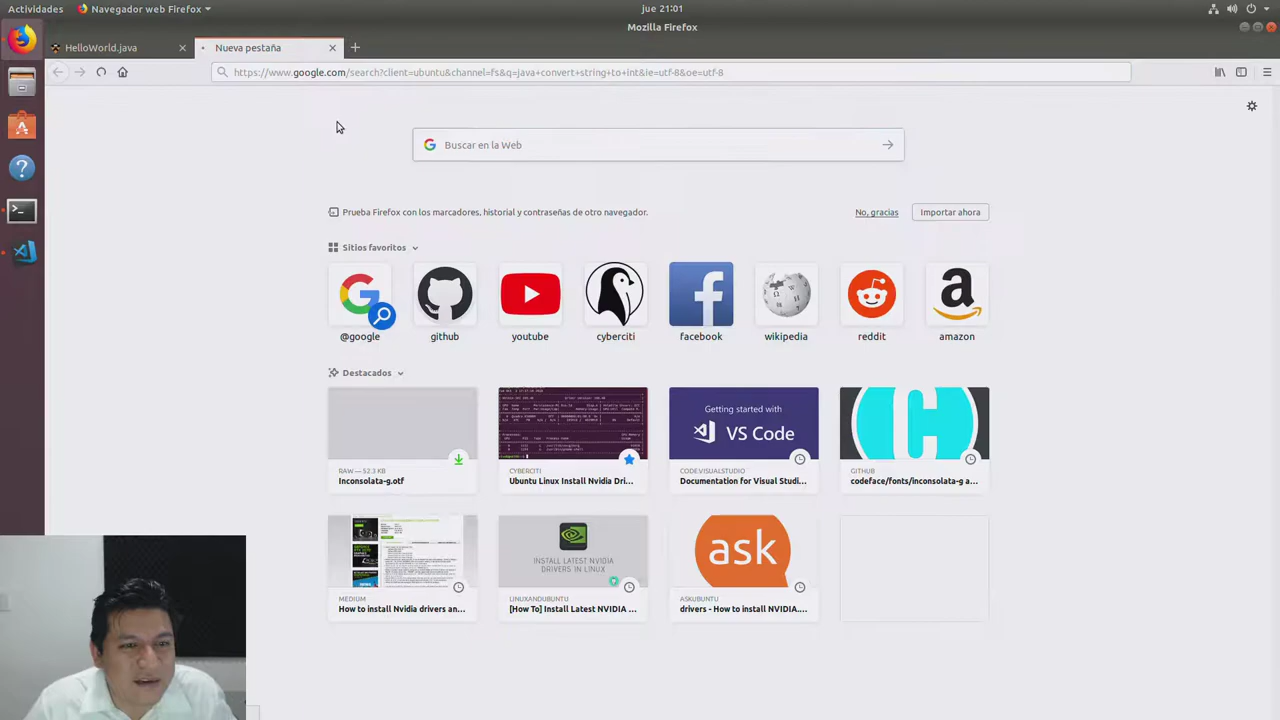 Actividades Navegador web Firefox jue 21:01
Mozilla Firefox
HelloWorld.java Nueva pestaña
https://www.google.com/search?client=ubuntu&channel=fs&q=java+convert+string+to+int&ie=utf-8&oe=utf-8
Buscar en la Web
Prueba Firefox con los marcadores, historial y contraseñas de otro navegador. No, gracias Importar ahora
Sitios favoritos
@google github youtube cyberciti facebook wikipedia reddit amazon
Destacados
Getting started with
VS Code
RAW — 52.3 KB CYBERCITI CODE.VISUALSTUDIO GITHUB
Inconsolata-g.otf Ubuntu Linux Install Nvidia Dri... Documentation for Visual Studi... codeface/fonts/inconsolata-g a...
ask
INSTALL LATEST NVIDIA
DRIVERS IN LINUX
MEDIUM LINUXANDUBUNTU ASKUBUNTU
How to install Nvidia drivers an... [How To] Install Latest NVIDIA ... drivers - How to install NVIDIA....